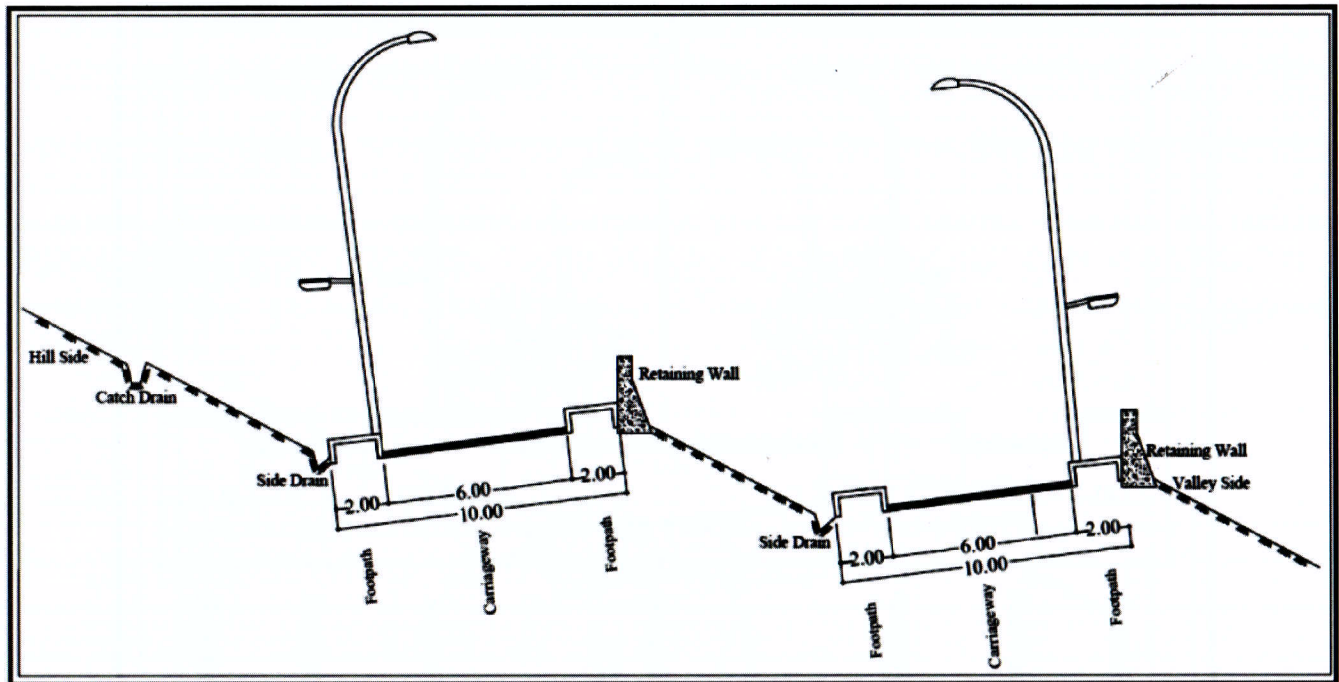 Hill Side
Catch Drain
Side Drain
Retaining Wall
2.00
6.00
2.00
10.00
Footpath
Carriageway
Footpath
Side Drain
Retaining Wall
Valley Side
2.00
6.00
2.00
10.00
Footpath
Carriageway
Footpath